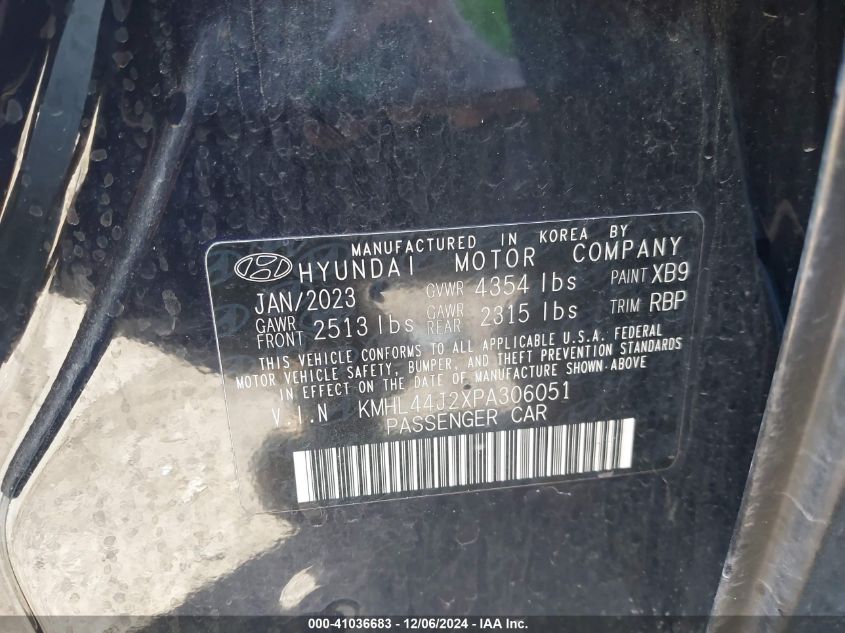 MANUFACTURED IN KOREA BY
HYUNDAI MOTOR COMPANY
JAN/2023 GVWR 4354 lbs PAINT XB9
GAWR FRONT 2513 lbs GAWR REAR 2315 lbs TRIM RBP
THIS VEHICLE CONFORMS TO ALL APPLICABLE U.S.A. FEDERAL
MOTOR VEHICLE SAFETY, BUMPER, AND THEFT PREVENTION STANDARDS
IN EFFECT ON THE DATE OF MANUFACTURE SHOWN ABOVE
V I.N KMHL44J2XPA306051
PASSENGER CAR
000-41036683 - 12/06/2024 - IAA Inc.